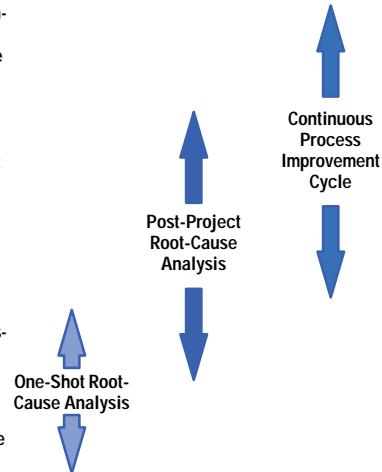 -
e
Continuous
Process
Improvement
Cycle
Post-Project
Root-Cause
Analysis
s-
One-Shot Root-
Cause Analysis
e